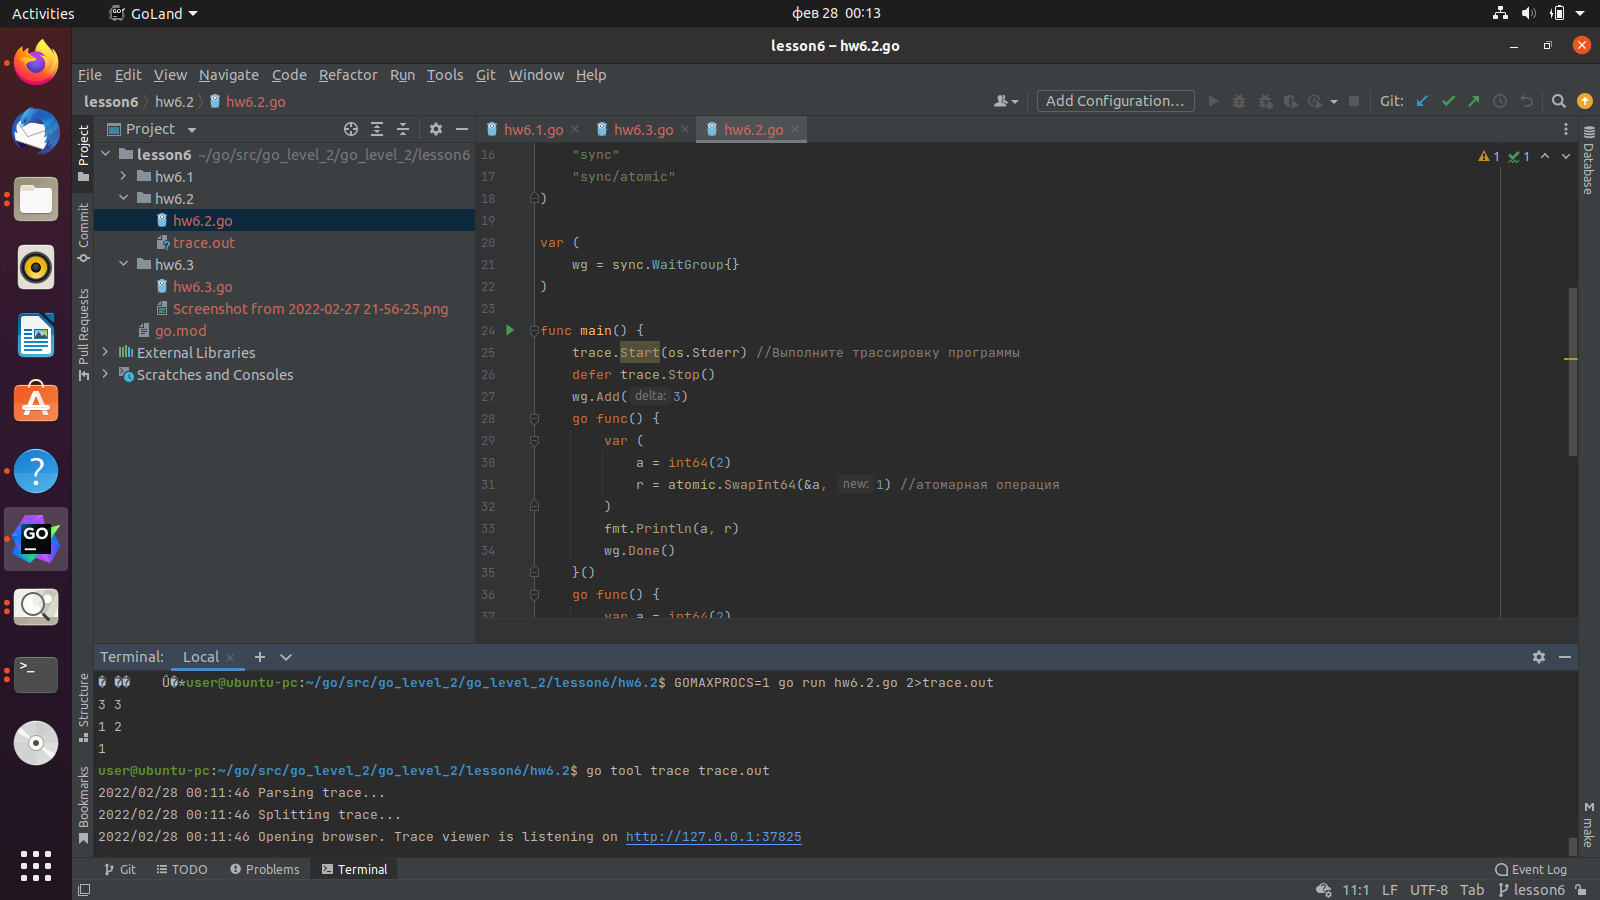 Activities
GoLand
фев 28 00:13
lesson6 – hw6.2.go
File Edit View Navigate Code Refactor Run Tools Git Window Help
lesson6 hw6.2 hw6.2.go
Add Configuration...
Git:
Project
hw6.1.go
hw6.3.go
hw6.2.go
lesson6 ~/go/src/go_level_2/go_level_2/lesson6
hw6.1
hw6.2
hw6.2.go
trace.out
hw6.3
hw6.3.go
Screenshot from 2022-02-27 21-56-25.png
go.mod
External Libraries
Scratches and Consoles
Project
Commit
Pull Requests
Structure
Bookmarks
1 1
16 "sync"
17 "sync/atomic"
18 )
19
20 var (
21 wg = sync.WaitGroup{}
22 )
23
24 func main() {
25 trace.Start(os.Stderr) //Выполните трассировку программы
26 defer trace.Stop()
27 wg.Add( delta: 3)
28 go func() {
29 var (
30 a = int64(2)
31 r = atomic.SwapInt64(&a, new: 1) //атомарная операция
32 )
33 fmt.Println(a, r)
34 wg.Done()
35 }()
36 go func() {
37 var a = int64(2)
Database
make
Terminal: Local
� �� Û�*user@ubuntu-pc:~/go/src/go_level_2/go_level_2/lesson6/hw6.2$ GOMAXPROCS=1 go run hw6.2.go 2>trace.out
3 3
1 2
1
user@ubuntu-pc:~/go/src/go_level_2/go_level_2/lesson6/hw6.2$ go tool trace trace.out
2022/02/28 00:11:46 Parsing trace...
2022/02/28 00:11:46 Splitting trace...
2022/02/28 00:11:46 Opening browser. Trace viewer is listening on http://127.0.0.1:37825
Git TODO Problems Terminal Event Log
11:1 LF UTF-8 Tab lesson6